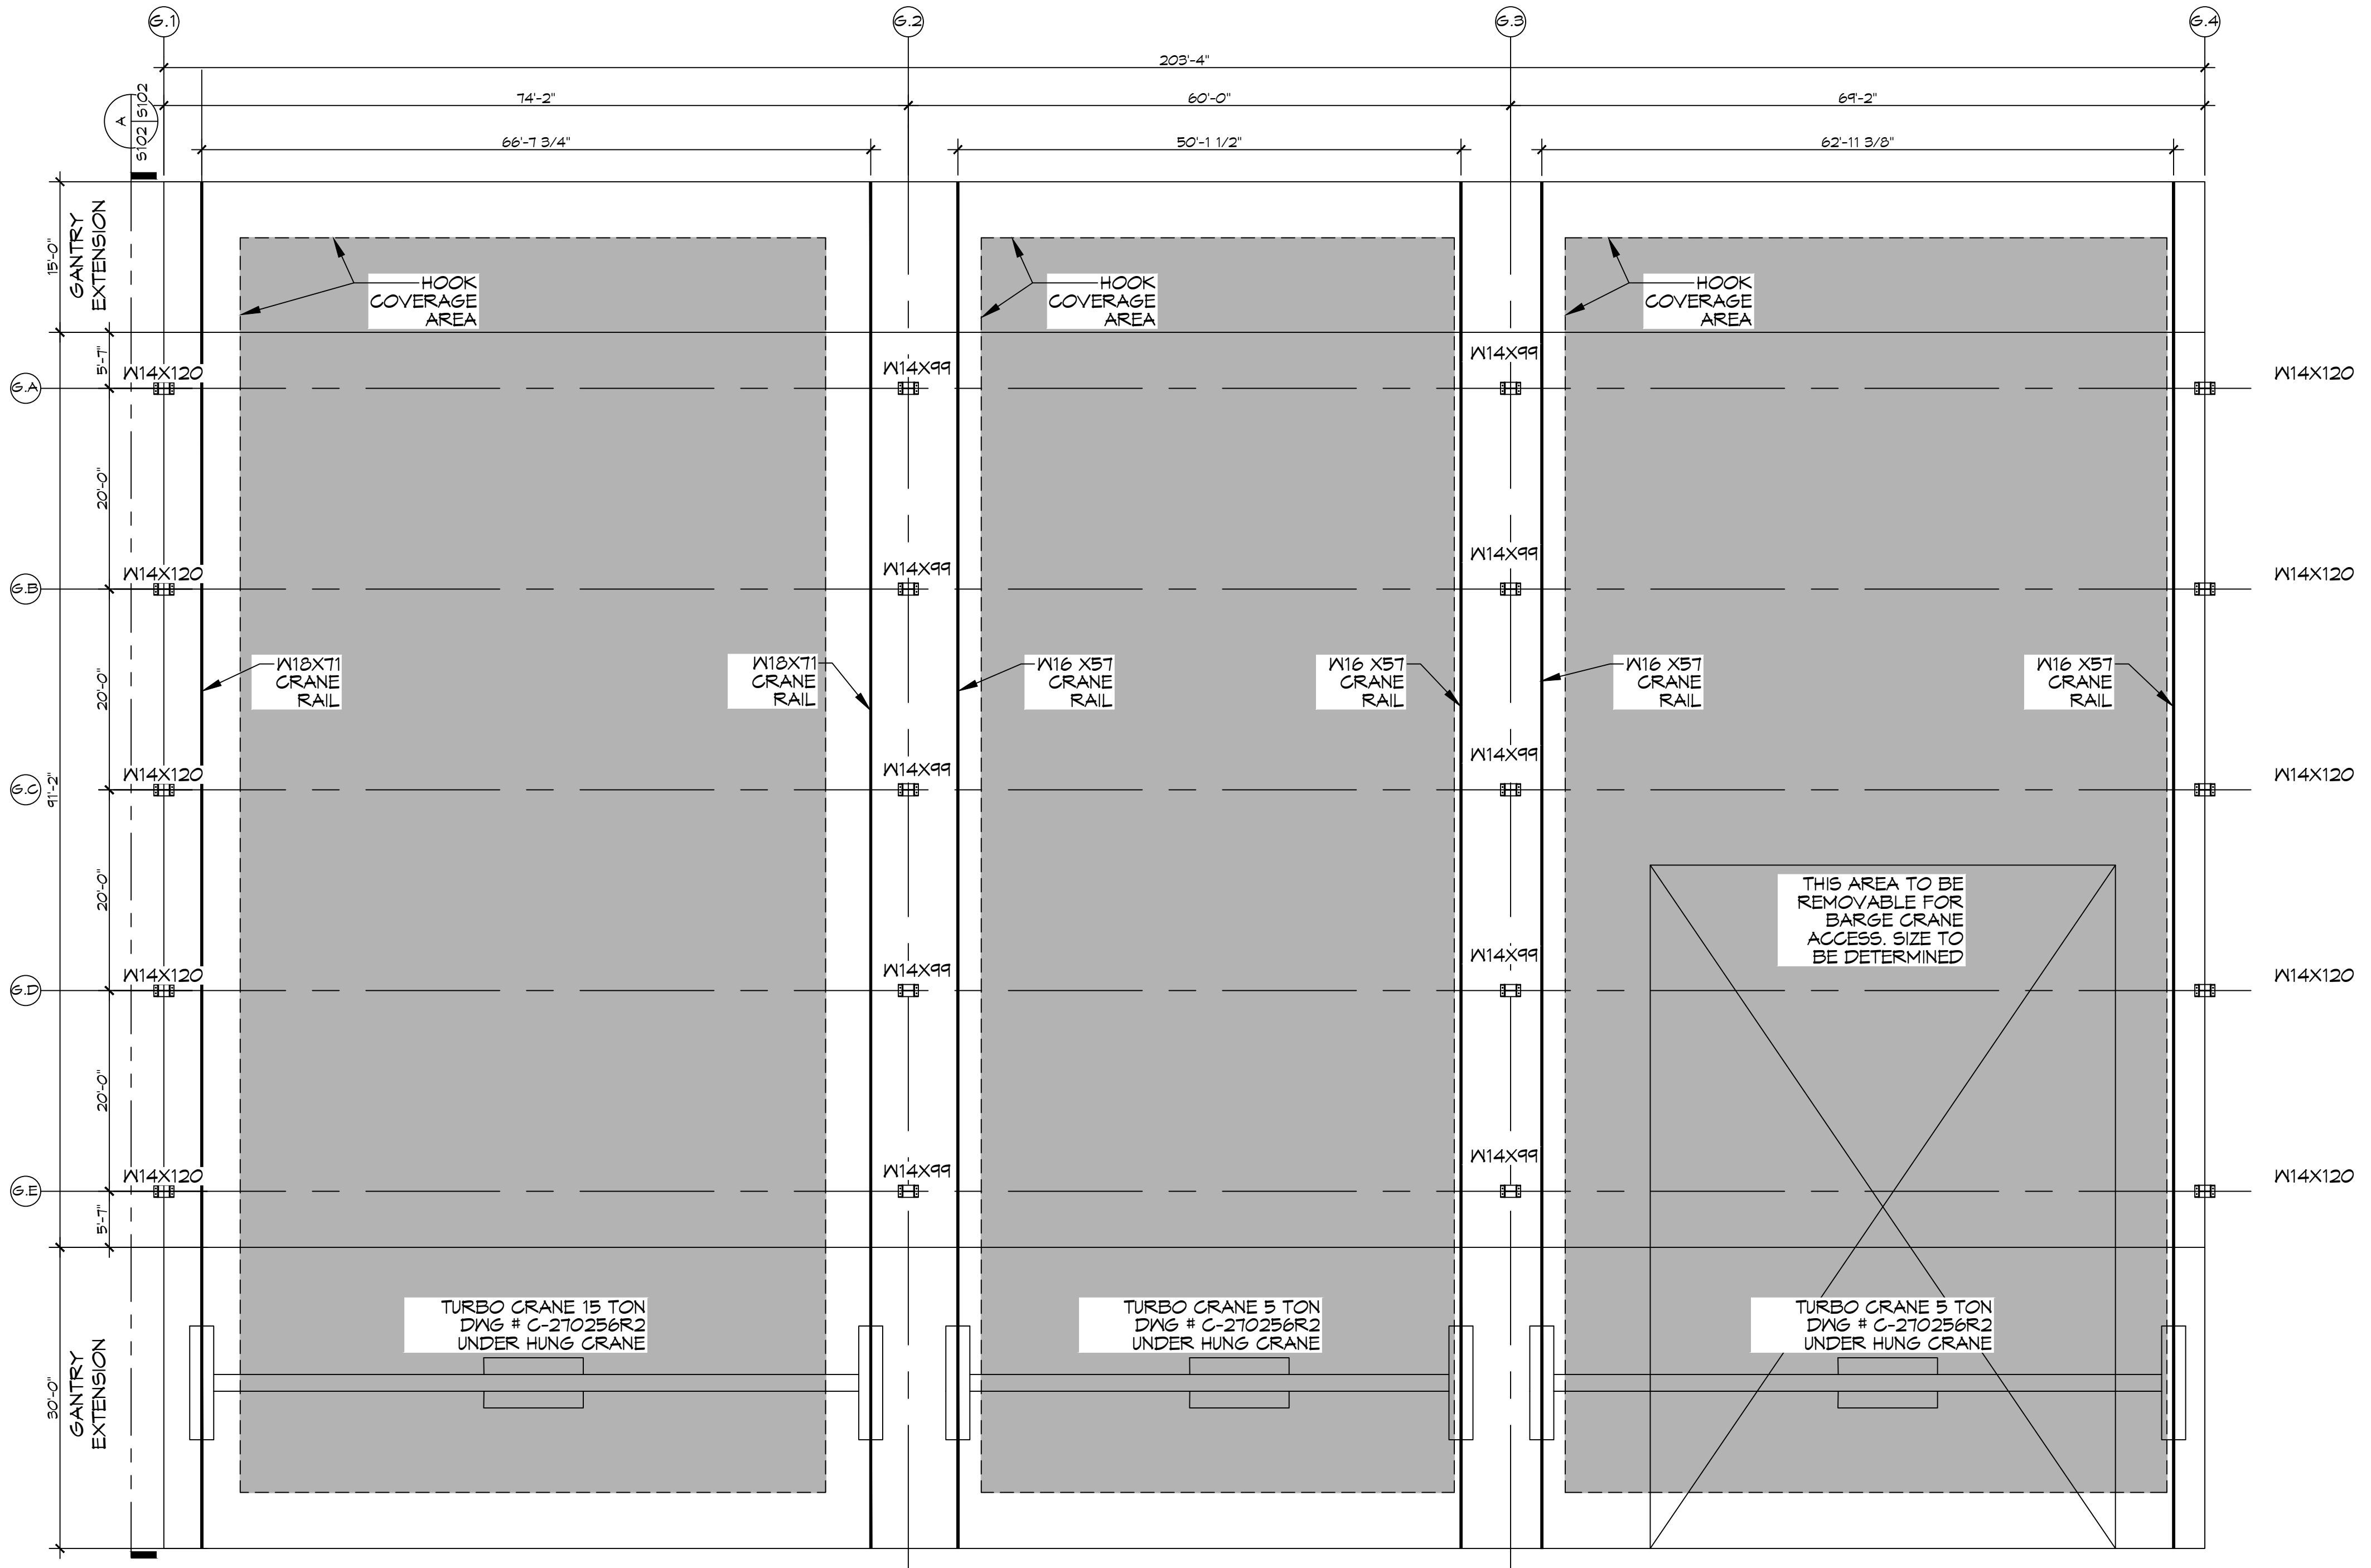 G.1
G.2
G.3
G.4
203'-4"
74'-2"
60'-0"
69'-2"
A
S102
S102
66'-7 3/4"
50'-1 1/2"
62'-11 3/8"
15'-0"
GANTRY
EXTENSION
HOOK
COVERAGE
AREA
HOOK
COVERAGE
AREA
HOOK
COVERAGE
AREA
5'-7"
G.A
W14X120
W14X99
W14X99
W14X120
20'-0"
G.B
W14X120
W14X99
W14X99
W14X120
20'-0"
W18X71
CRANE
RAIL
W18X71
CRANE
RAIL
W16 X57
CRANE
RAIL
W16 X57
CRANE
RAIL
W16 X57
CRANE
RAIL
W16 X57
CRANE
RAIL
G.C
91'-2"
W14X120
W14X99
W14X99
W14X120
20'-0"
THIS AREA TO BE
REMOVABLE FOR
BARGE CRANE
ACCESS. SIZE TO
BE DETERMINED
G.D
W14X120
W14X99
W14X99
W14X120
20'-0"
G.E
W14X120
W14X99
W14X99
W14X120
5'-7"
30'-0"
GANTRY
EXTENSION
TURBO CRANE 15 TON
DWG # C-270256R2
UNDER HUNG CRANE
TURBO CRANE 5 TON
DWG # C-270256R2
UNDER HUNG CRANE
TURBO CRANE 5 TON
DWG # C-270256R2
UNDER HUNG CRANE